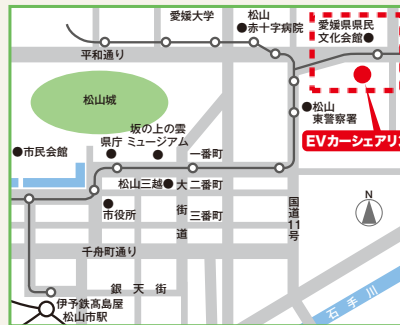 愛媛大学
松山
赤十字病院
愛媛県県民
文化会館
平和通り
松山城
松山
東警察署
EVカーシェアリン
坂の上の雲
ミュージアム
県庁
市民会館
一番町
松山三越
大街道
二番町
市役所
三番町
国道11号
N
千舟町通り
銀天街
石手川
伊予鉄髙島屋
松山市駅